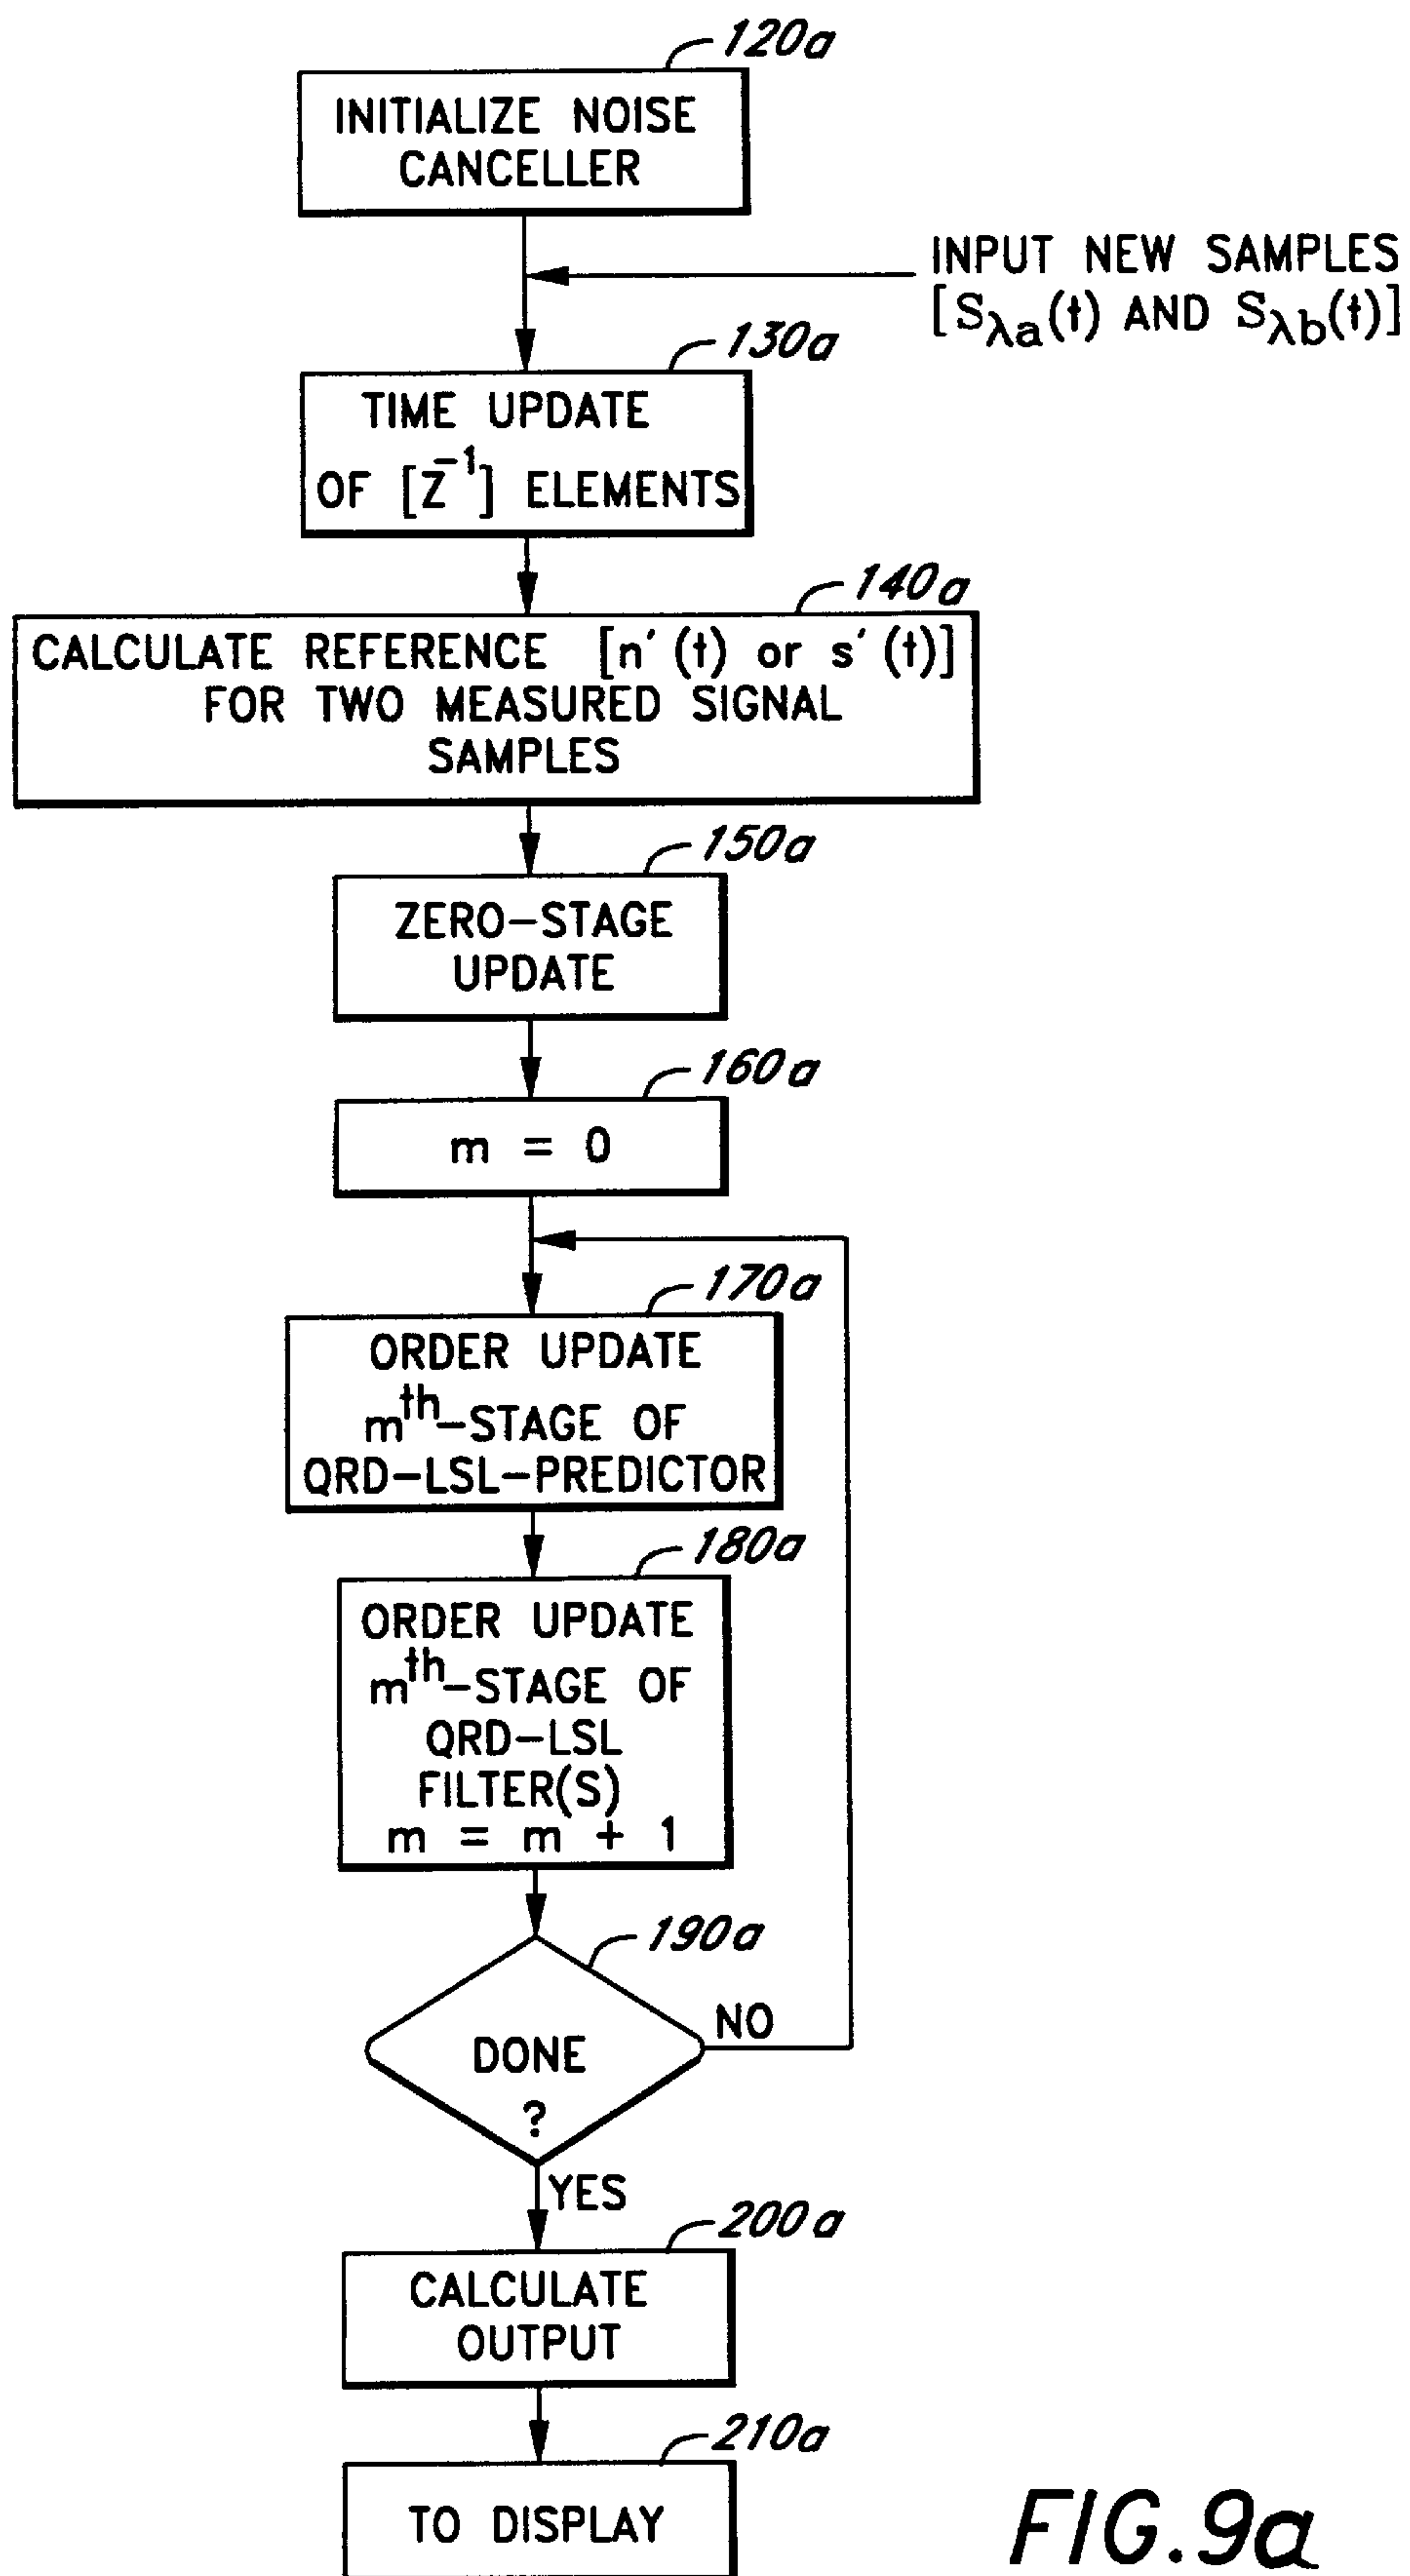 120a
INITIALIZE NOISE
CANCELLER
INPUT NEW SAMPLES
[Sλa(t) AND Sλb(t)]
130a
TIME UPDATE
OF [Z⁻¹] ELEMENTS
140a
CALCULATE REFERENCE [n′(t) or s′(t)]
FOR TWO MEASURED SIGNAL
SAMPLES
150a
ZERO-STAGE
UPDATE
160a
m = 0
170a
ORDER UPDATE
mth-STAGE OF
QRD-LSL-PREDICTOR
180a
ORDER UPDATE
mth-STAGE OF
QRD-LSL
FILTER(S)
m = m + 1
190a
NO
DONE
?
YES
200a
CALCULATE
OUTPUT
210a
TO DISPLAY
FIG.9a